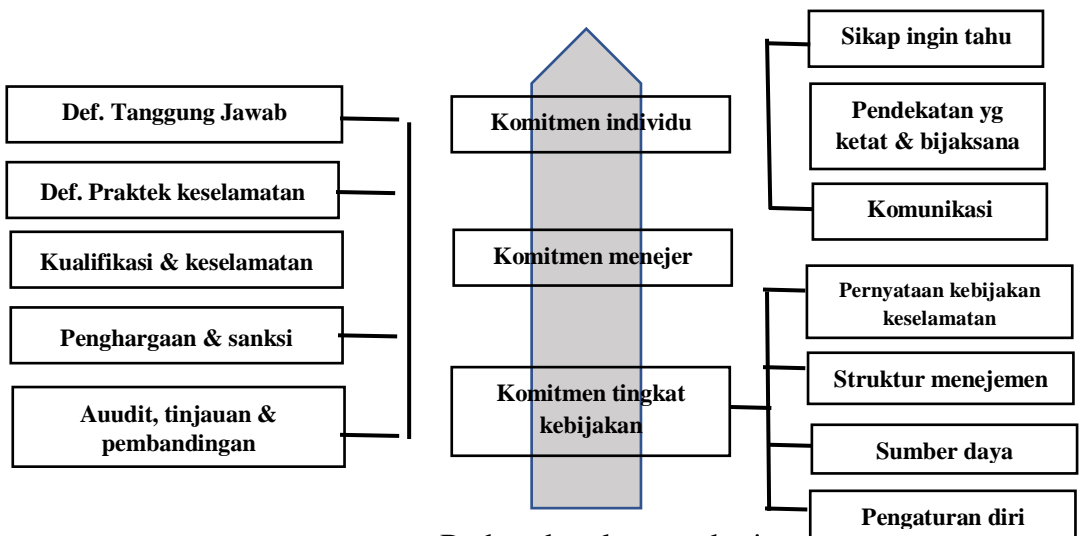 Def. Tanggung Jawab
Def. Praktek keselamatan
Kualifikasi & keselamatan
Penghargaan & sanksi
Auudit, tinjauan &
pembandingan
Komitmen individu
Komitmen menejer
Komitmen tingkat
kebijakan
Sikap ingin tahu
Pendekatan yg
ketat & bijaksana
Komunikasi
Pernyataan kebijakan
keselamatan
Struktur menejemen
Sumber daya
Pengaturan diri